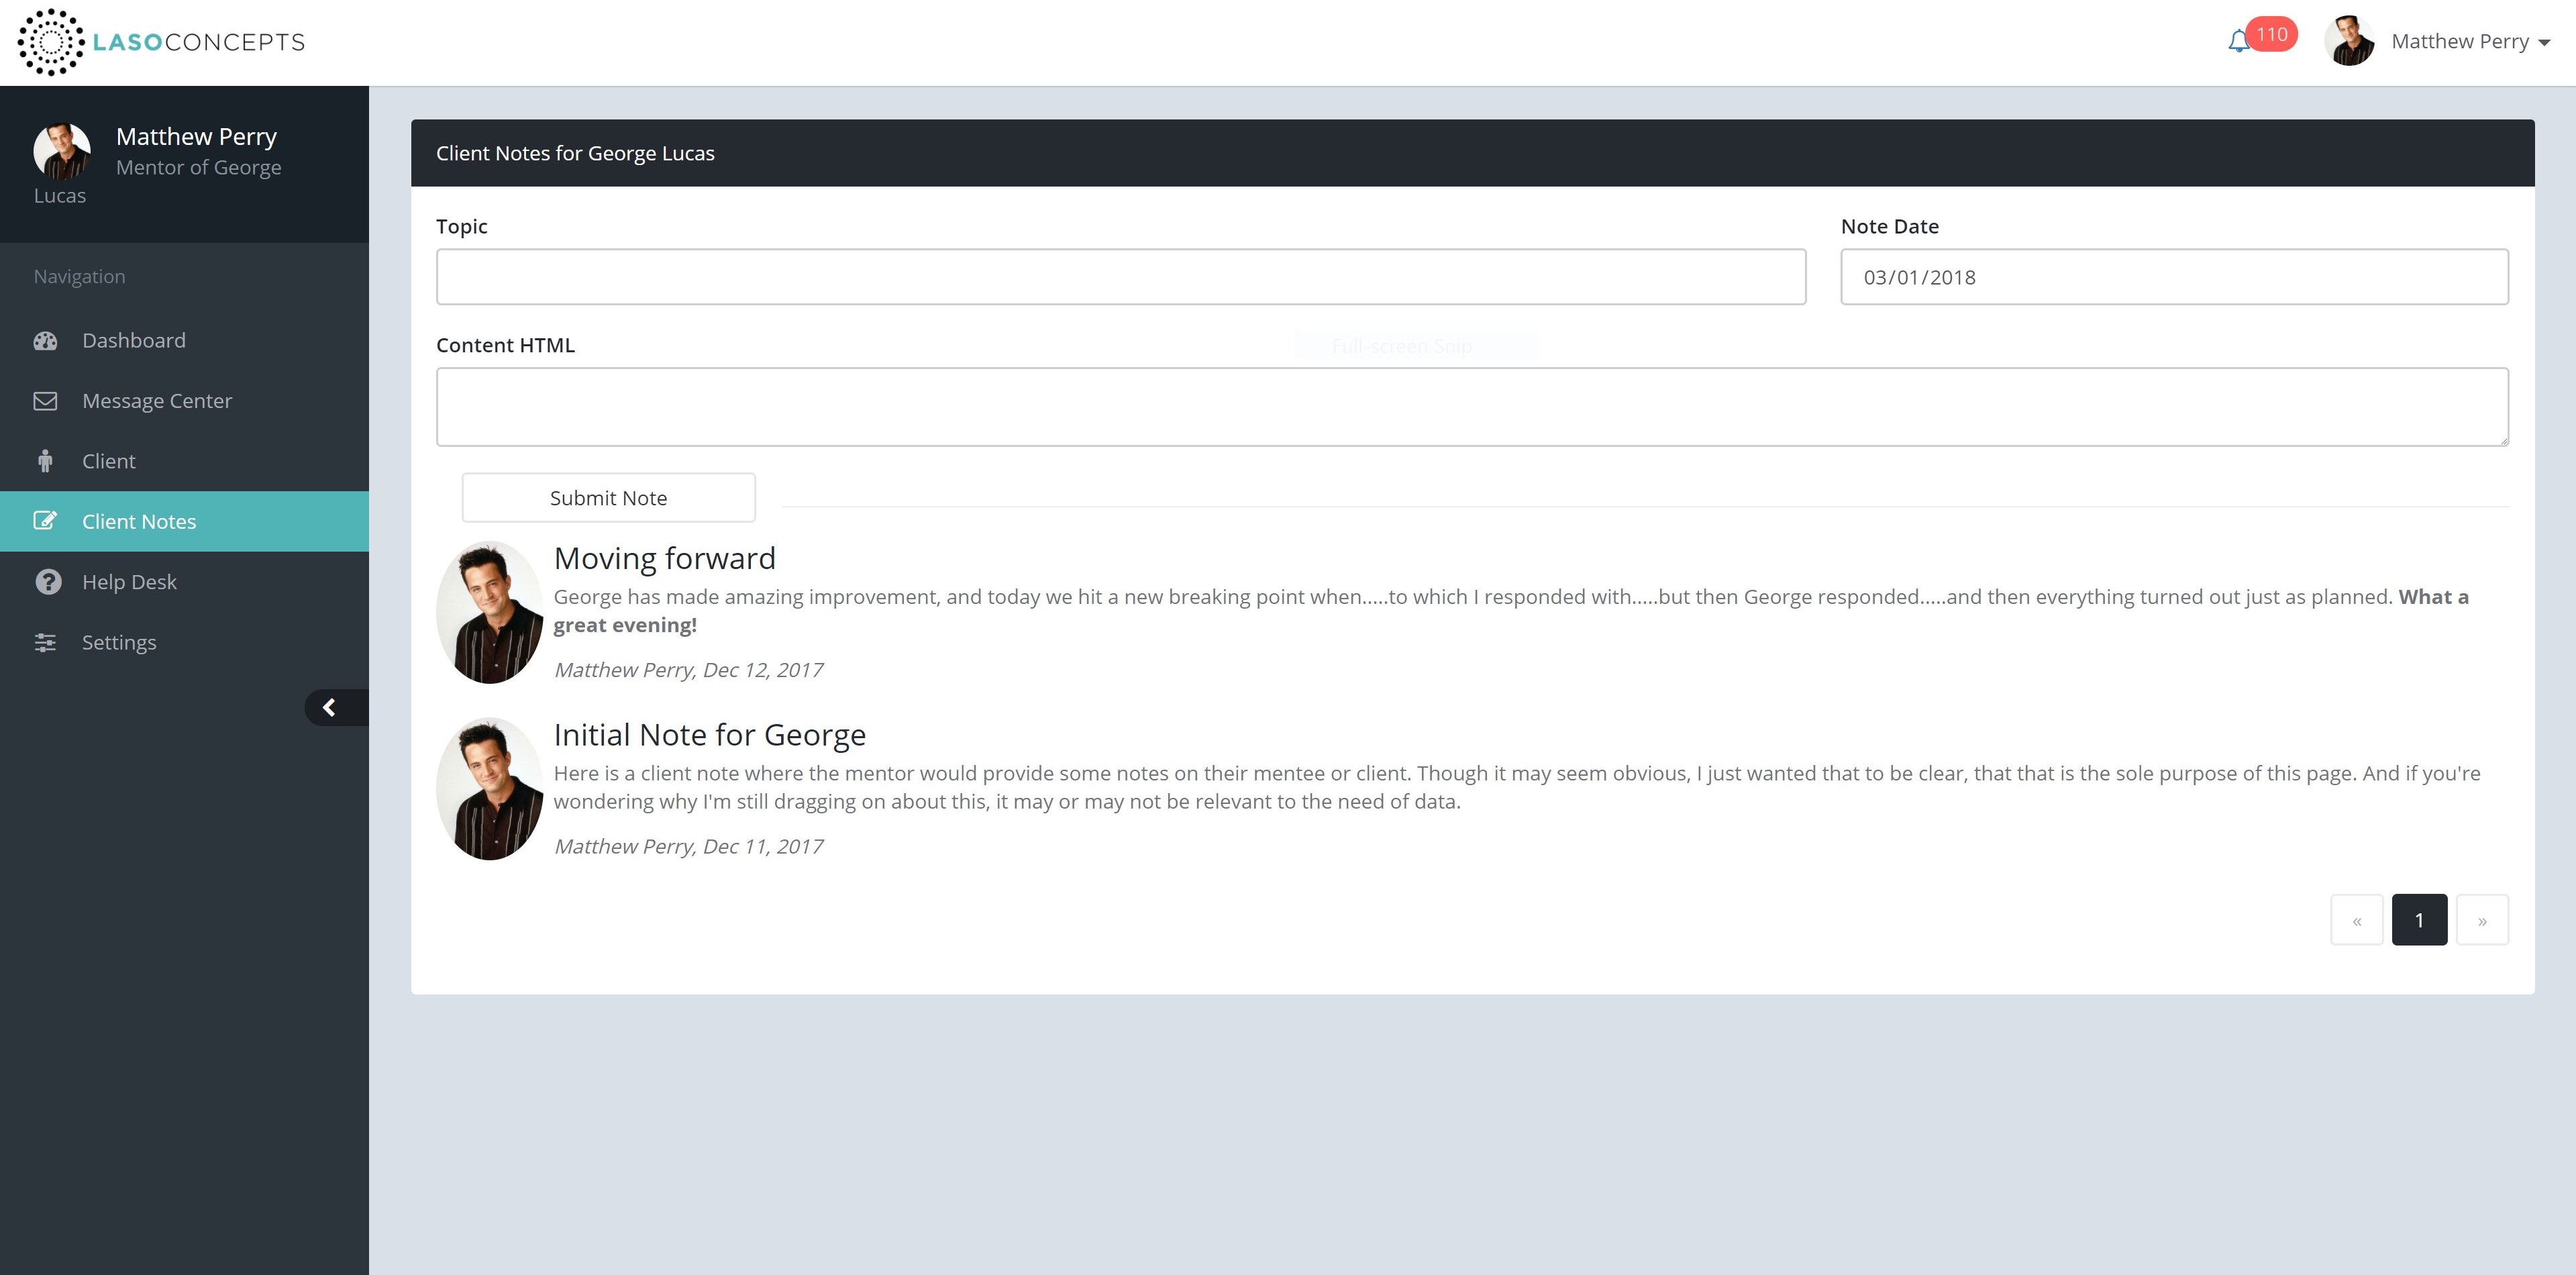 LASOCONCEPTS
110
Matthew Perry
Matthew Perry
Mentor of George
Lucas
Navigation
Dashboard
Message Center
Client
Client Notes
Help Desk
Settings
Client Notes for George Lucas
Topic
Note Date
03/01/2018
Content HTML
Full-screen Snip
Submit Note
Moving forward
George has made amazing improvement, and today we hit a new breaking point when.....to which I responded with.....but then George responded.....and then everything turned out just as planned. What a
great evening!
Matthew Perry, Dec 12, 2017
Initial Note for George
Here is a client note where the mentor would provide some notes on their mentee or client. Though it may seem obvious, I just wanted that to be clear, that that is the sole purpose of this page. And if you're
wondering why I'm still dragging on about this, it may or may not be relevant to the need of data.
Matthew Perry, Dec 11, 2017
« 1 »